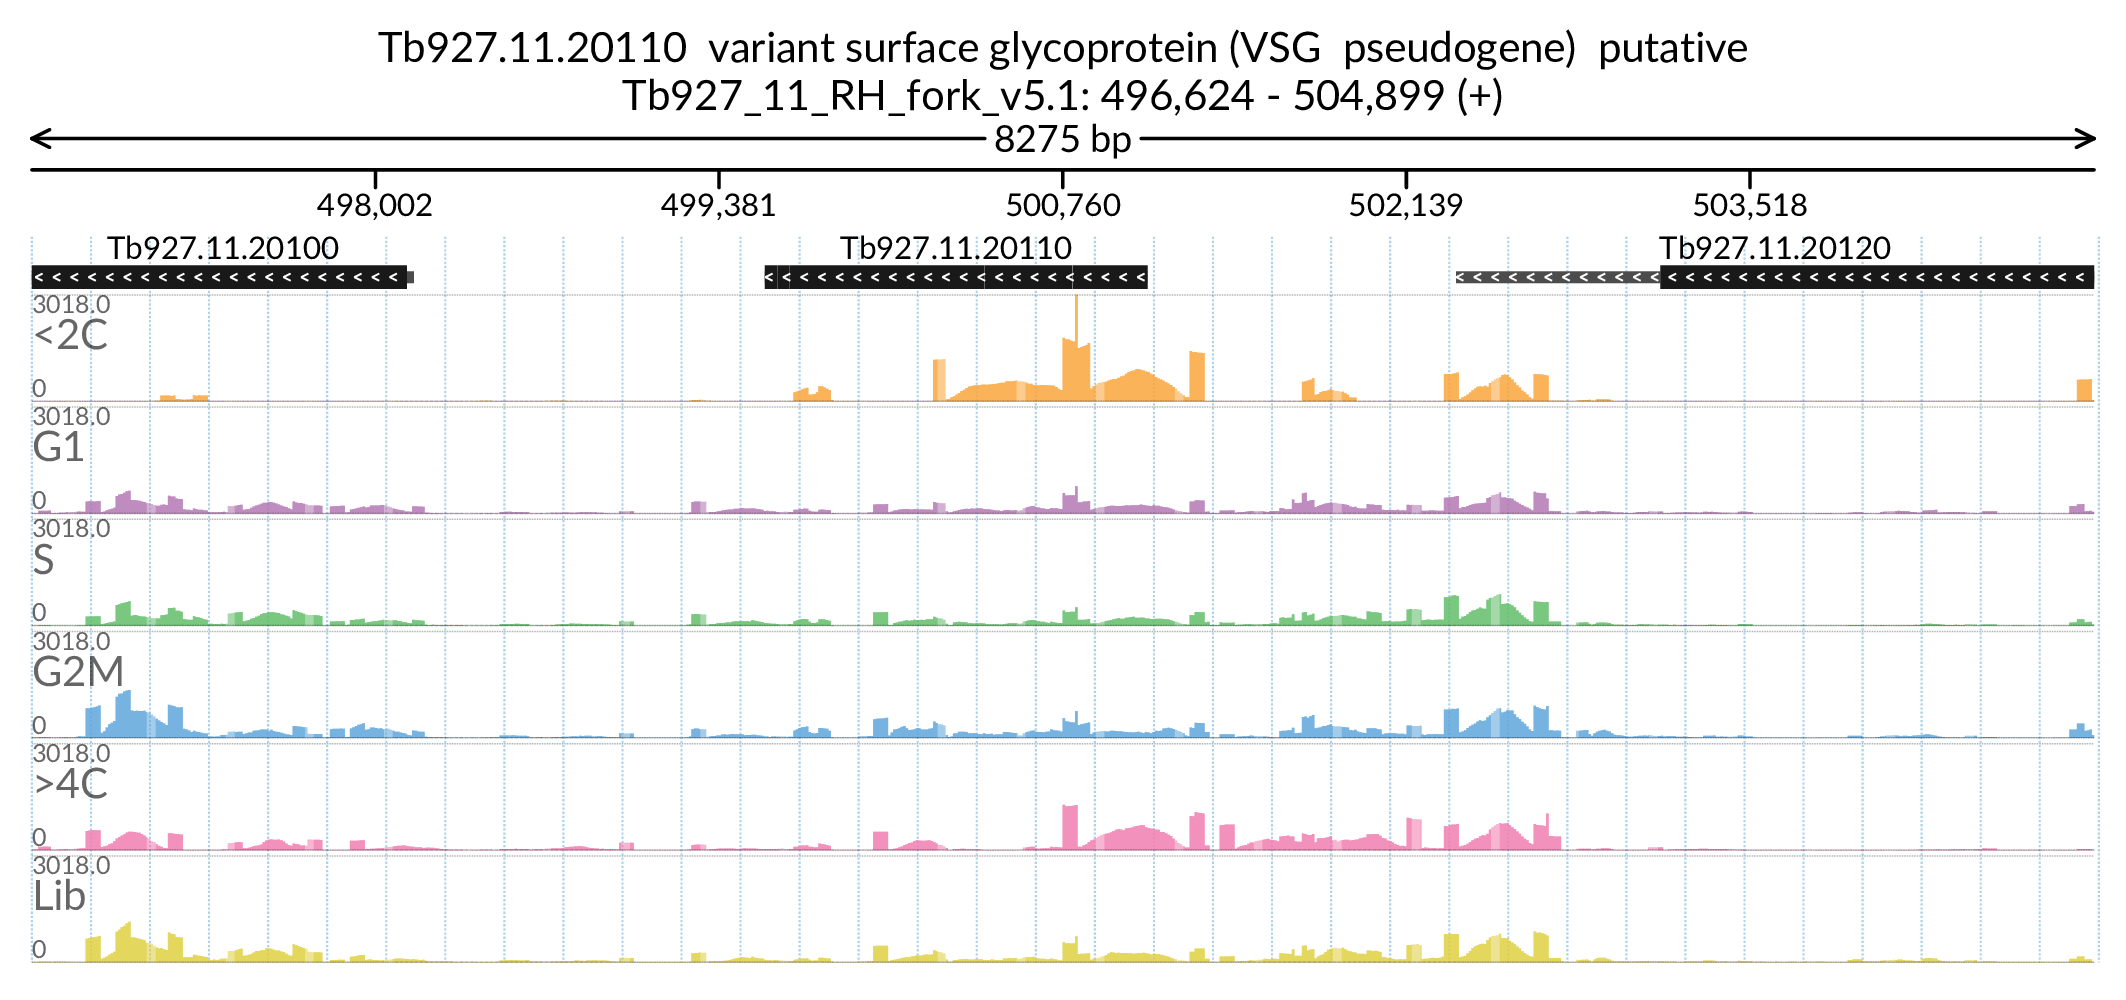 Tb927.11.20110 variant surface glycoprotein (VSG pseudogene) putative
Tb927_11_RH_fork_v5.1: 496,624 - 504,899 (+)
8275 bp
498,002 499,381 500,760 502,139 503,518
Tb927.11.20100 Tb927.11.20110 Tb927.11.20120
3018.0
<2C
0
3018.0
G1
0
3018.0
S
0
3018.0
G2M
0
3018.0
>4C
0
3018.0
Lib
0